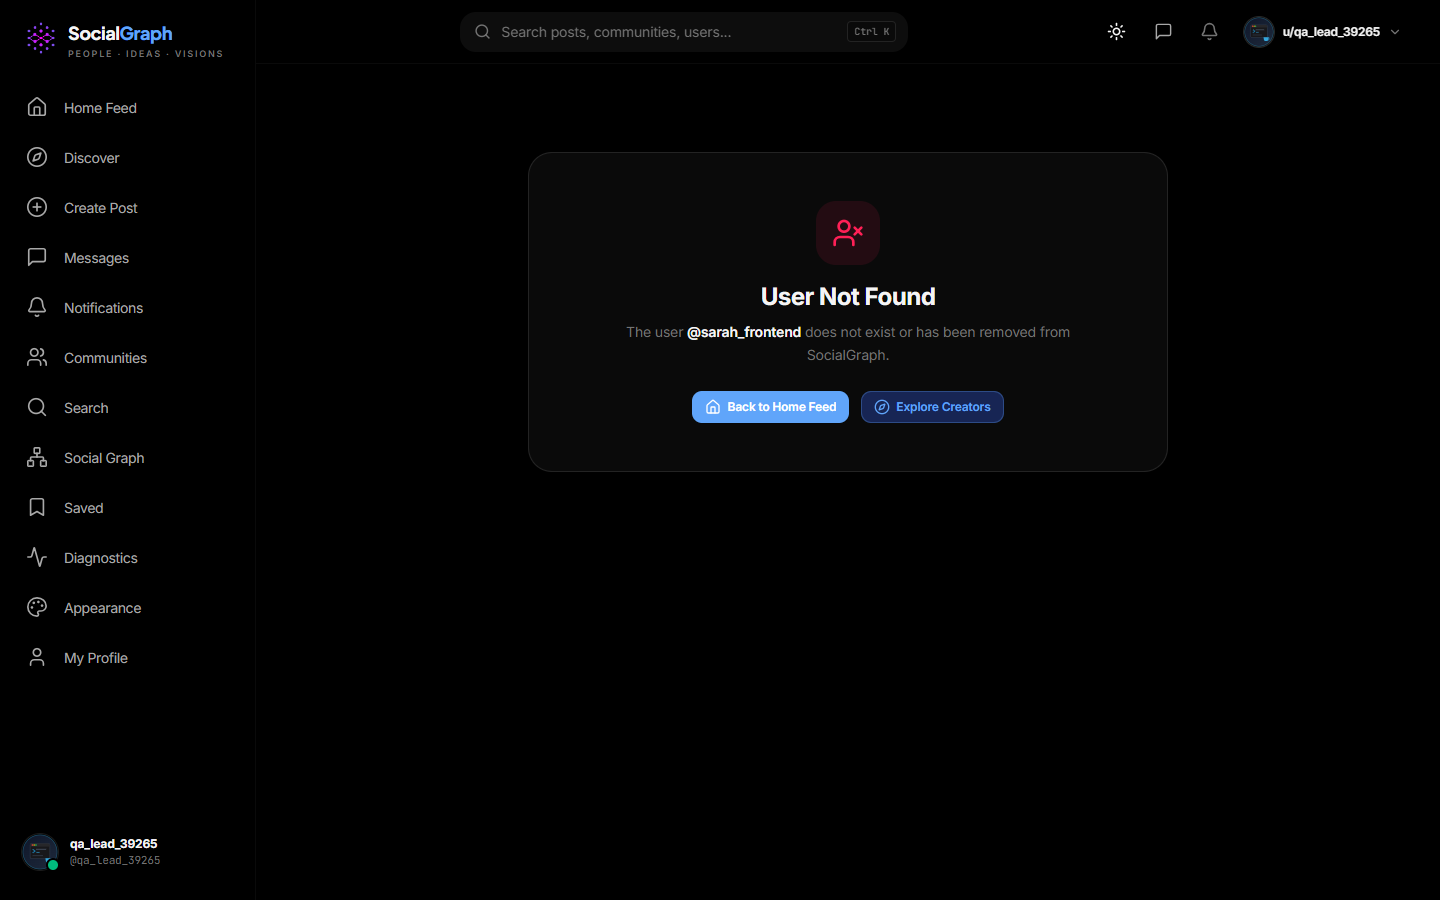 SocialGraph
PEOPLE · IDEAS · VISIONS
Search posts, communities, users...
Ctrl K
u/qa_lead_39265
Home Feed
Discover
Create Post
Messages
Notifications
Communities
Search
Social Graph
Saved
Diagnostics
Appearance
My Profile
User Not Found
The user @sarah_frontend does not exist or has been removed from
SocialGraph.
Back to Home Feed
Explore Creators
qa_lead_39265
@qa_lead_39265